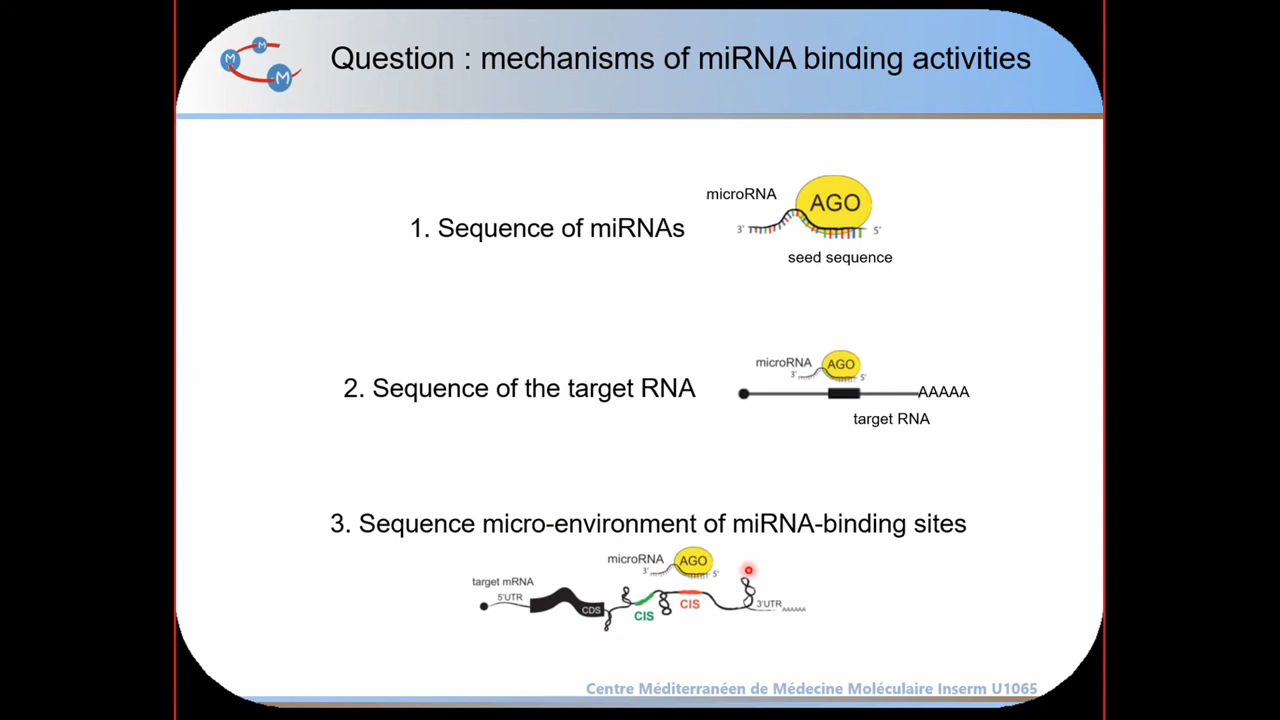 M
M
M
Question : mechanisms of miRNA binding activities
microRNA
AGO
3'
5'
1. Sequence of miRNAs
seed sequence
microRNA
AGO
3'
5'
2. Sequence of the target RNA
AAAAA
target RNA
3. Sequence micro-environment of miRNA-binding sites
microRNA
AGO
3'
5'
target mRNA
5'UTR
CDS
CIS
CIS
3'UTR
AAAAAA
Centre Méditerranéen de Médecine Moléculaire Inserm U1065